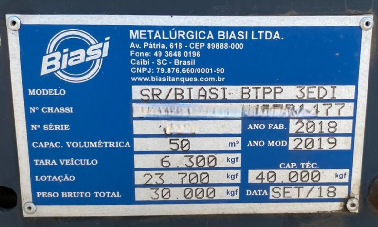 Biasi
METALÚRGICA BIASI LTDA.
Av. Pátria, 618 - CEP 89888-000
Fone: 49 3648 0196
Caibi - SC - Brasil
CNPJ: 79.876.660/0001-90
www.biasitanques.com.br
MODELO SR/BIASI BTPP 3EDI
Nº CHASSI
Nº SÉRIE ANO FAB. 2018
CAPAC. VOLUMÉTRICA 50 m³ ANO MOD 2019
TARA VEÍCULO 6.300 kgf CAP. TÉC.
LOTAÇÃO 23.700 kgf 40.000 kgf
PESO BRUTO TOTAL 30.000 kgf DATA SET/18